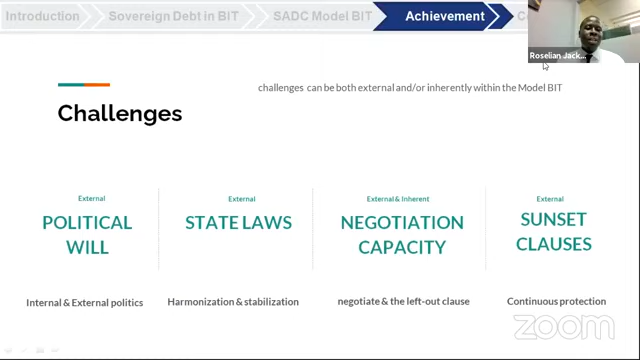 Introduction
Sovereign Debt in BIT
SADC Model BIT
Achievement
Roselian Jack...
challenges can be both external and/or inherently within the Model BIT
Challenges
External
POLITICAL
WILL
Internal & External politics
External
STATE LAWS
Harmonization & stabilization
External & Inherent
NEGOTIATION
CAPACITY
negotiate & the left-out clause
External
SUNSET
CLAUSES
Continuous protection
zoom